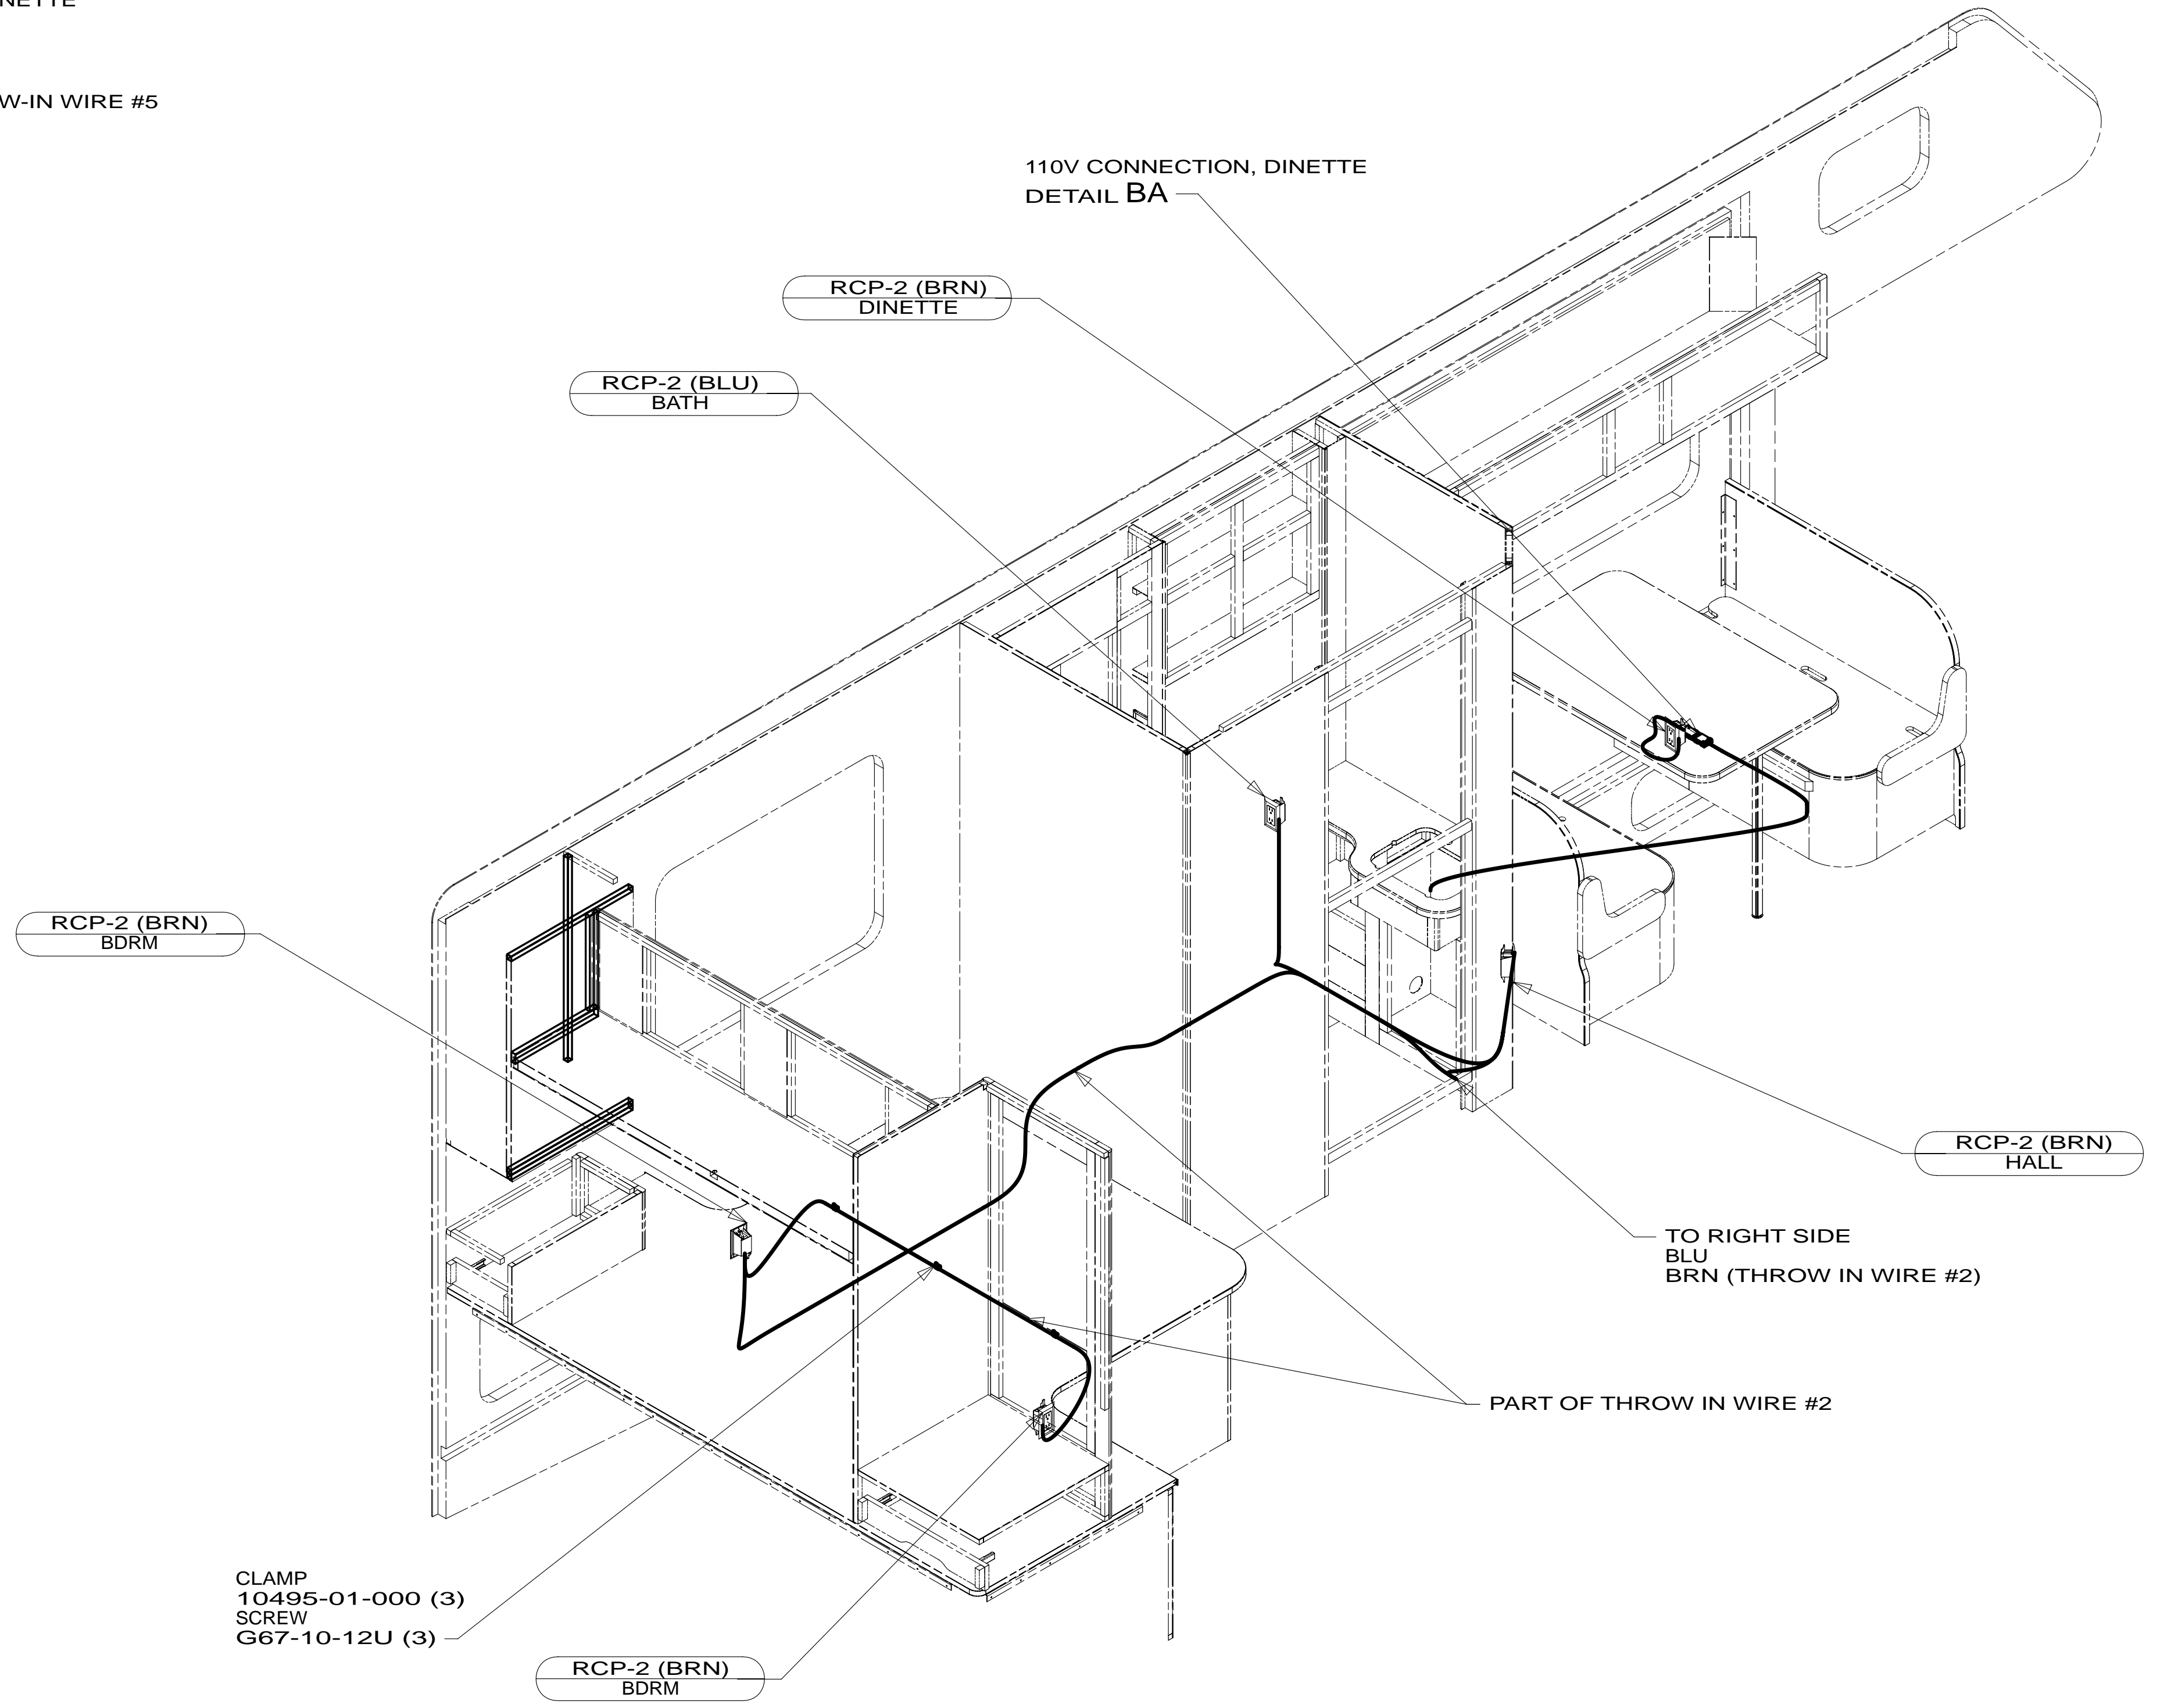 W-IN WIRE #5
110V CONNECTION, DINETTE
DETAIL BA
RCP-2 (BRN)
DINETTE
RCP-2 (BLU)
BATH
RCP-2 (BRN)
BDRM
RCP-2 (BRN)
HALL
TO RIGHT SIDE
BLU
BRN (THROW IN WIRE #2)
PART OF THROW IN WIRE #2
CLAMP
10495-01-000 (3)
SCREW
G67-10-12U (3)
RCP-2 (BRN)
BDRM